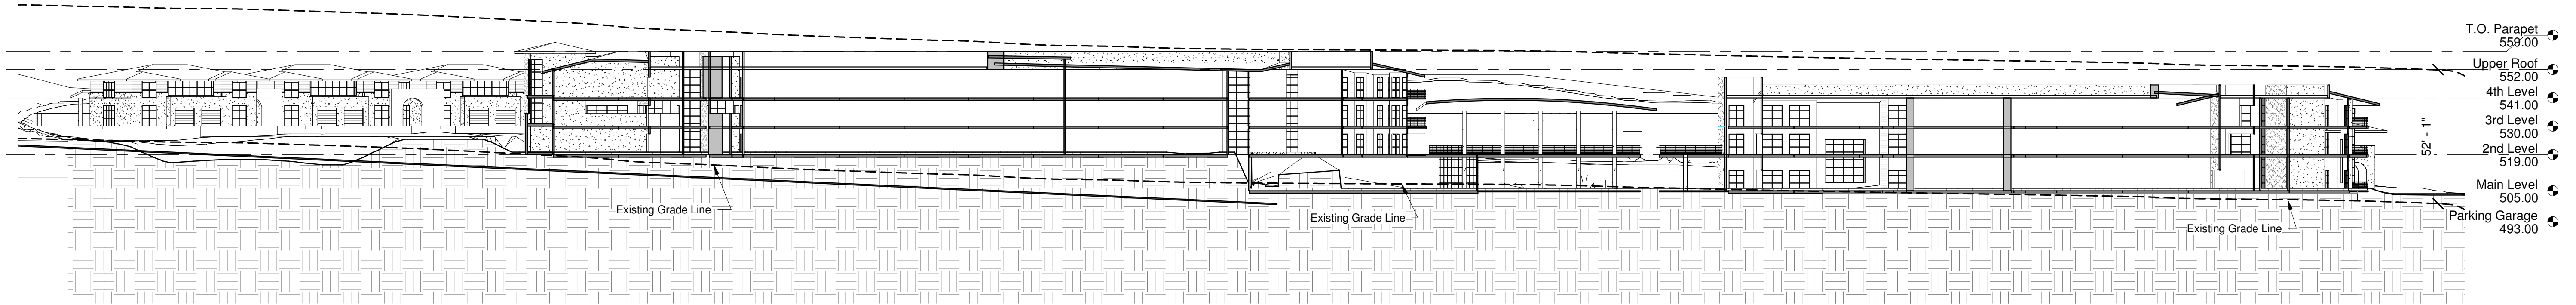 T.O. Parapet
559.00
Upper Roof
552.00
4th Level
541.00
3rd Level
530.00
52' - 1"
2nd Level
519.00
Main Level
505.00
Existing Grade Line
Existing Grade Line
Parking Garage
493.00
Existing Grade Line